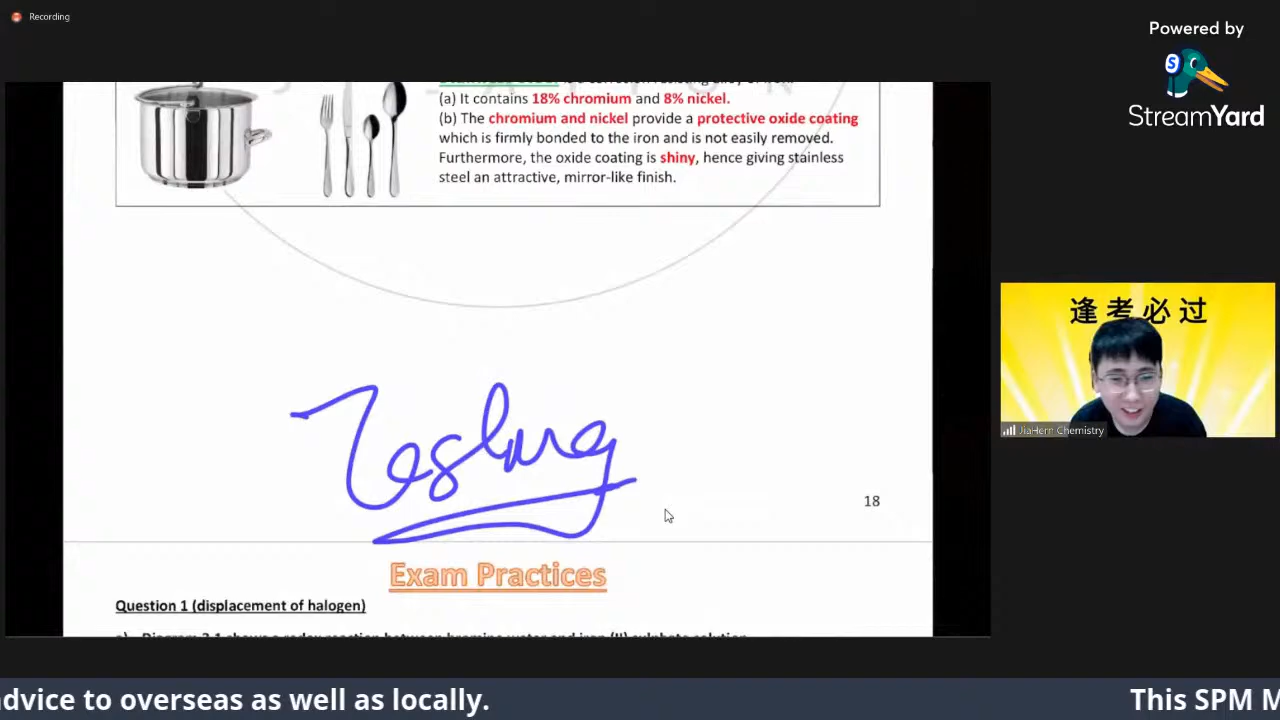 Recording
Powered by
StreamYard
(a) It contains 18% chromium and 8% nickel.
(b) The chromium and nickel provide a protective oxide coating
which is firmly bonded to the iron and is not easily removed.
Furthermore, the oxide coating is shiny, hence giving stainless
steel an attractive, mirror-like finish.
逢考必过
JiaHern Chemistry
Testing
18
Exam Practices
Question 1 (displacement of halogen)
advice to overseas as well as locally.
This SPM M